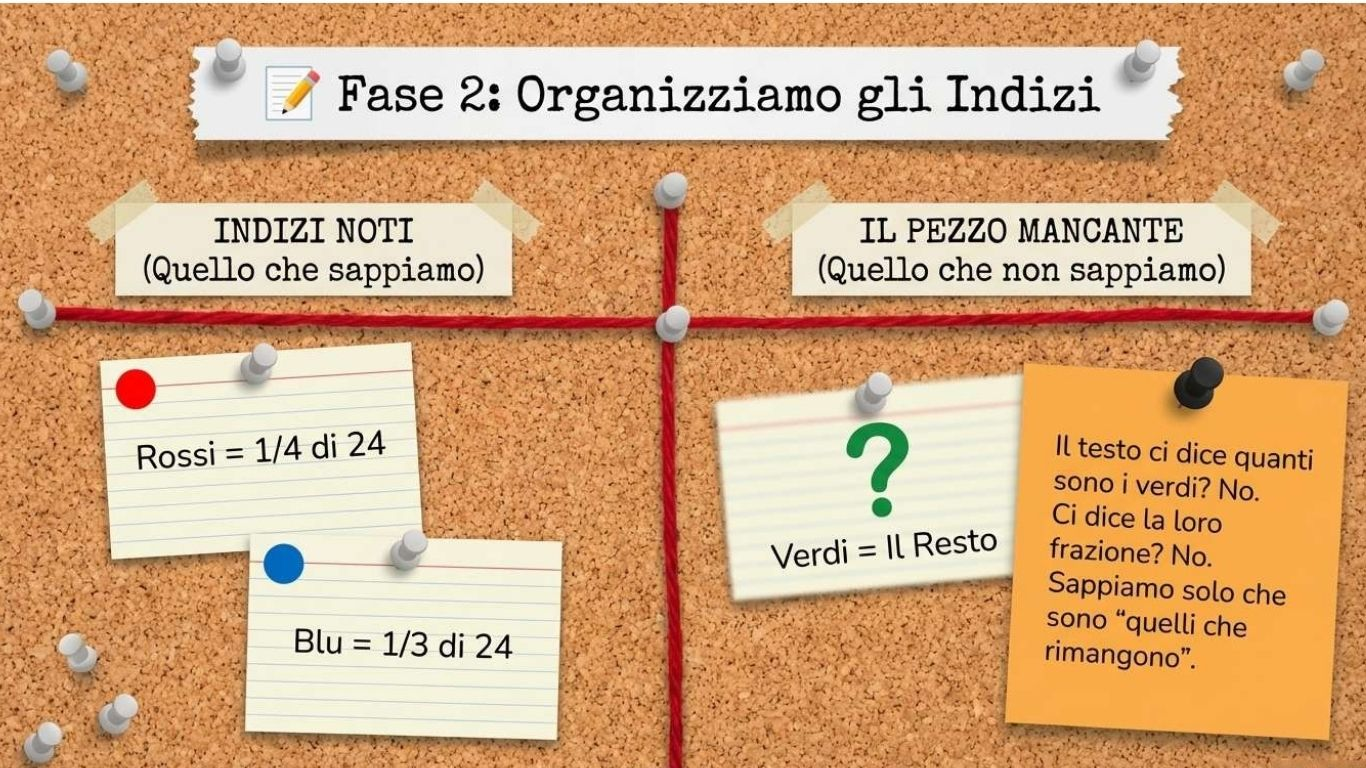 Fase 2: Organizziamo gli Indizi
INDIZI NOTI
(Quello che sappiamo)
IL PEZZO MANCANTE
(Quello che non sappiamo)
Rossi = 1/4 di 24
Blu = 1/3 di 24
?
Verdi = Il Resto
Il testo ci dice quanti
sono i verdi? No.
Ci dice la loro
frazione? No.
Sappiamo solo che
sono “quelli che
rimangono”.